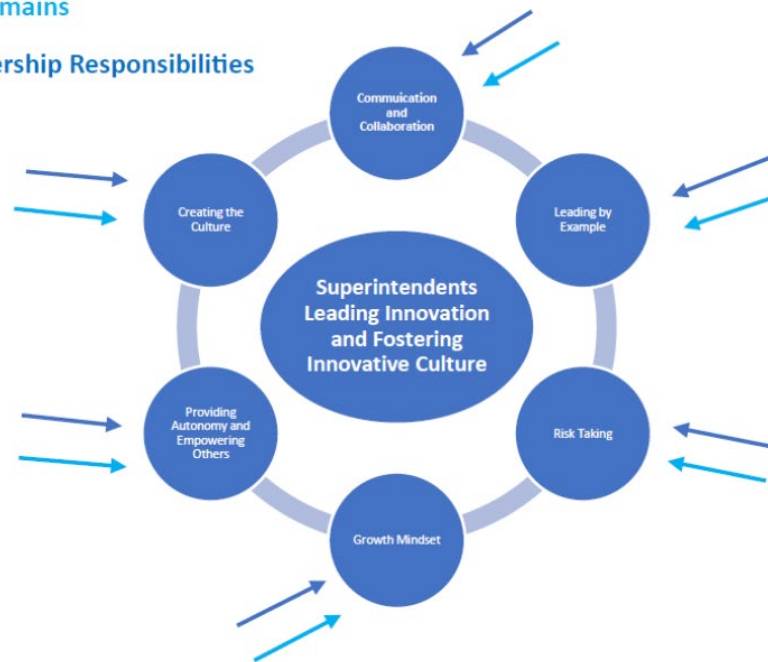 mains
ership Responsibilities
Commuication
and
Collaboration
Creating the
Culture
Leading by
Example
Superintendents
Leading Innovation
and Fostering
Innovative Culture
Providing
Autonomy and
Empowering
Others
Risk Taking
Growth Mindset